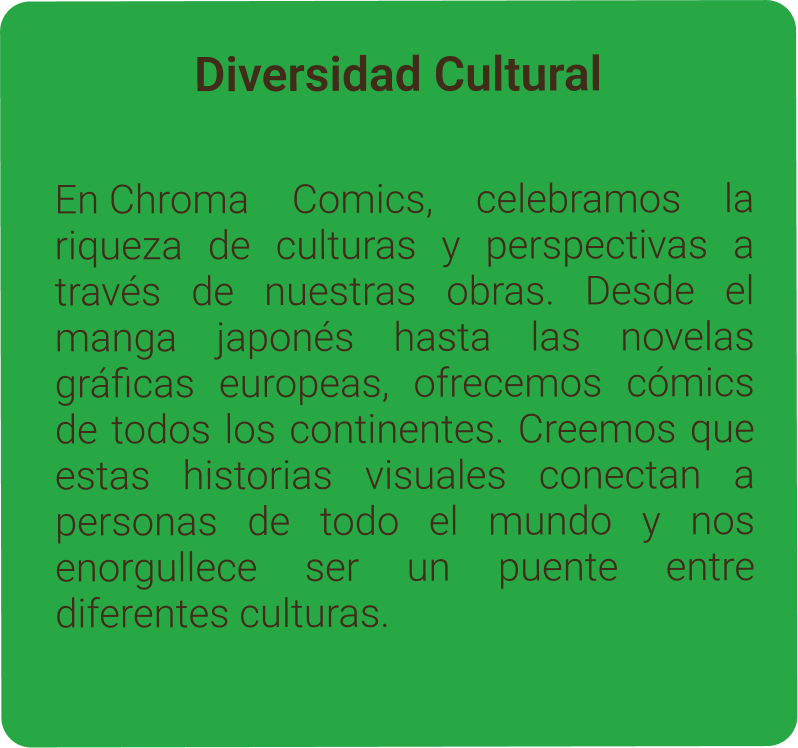 Diversidad Cultural
En Chroma Comics, celebramos la
riqueza de culturas y perspectivas a
través de nuestras obras. Desde el
manga japonés hasta las novelas
gráficas europeas, ofrecemos cómics
de todos los continentes. Creemos que
estas historias visuales conectan a
personas de todo el mundo y nos
enorgullece ser un puente entre
diferentes culturas.